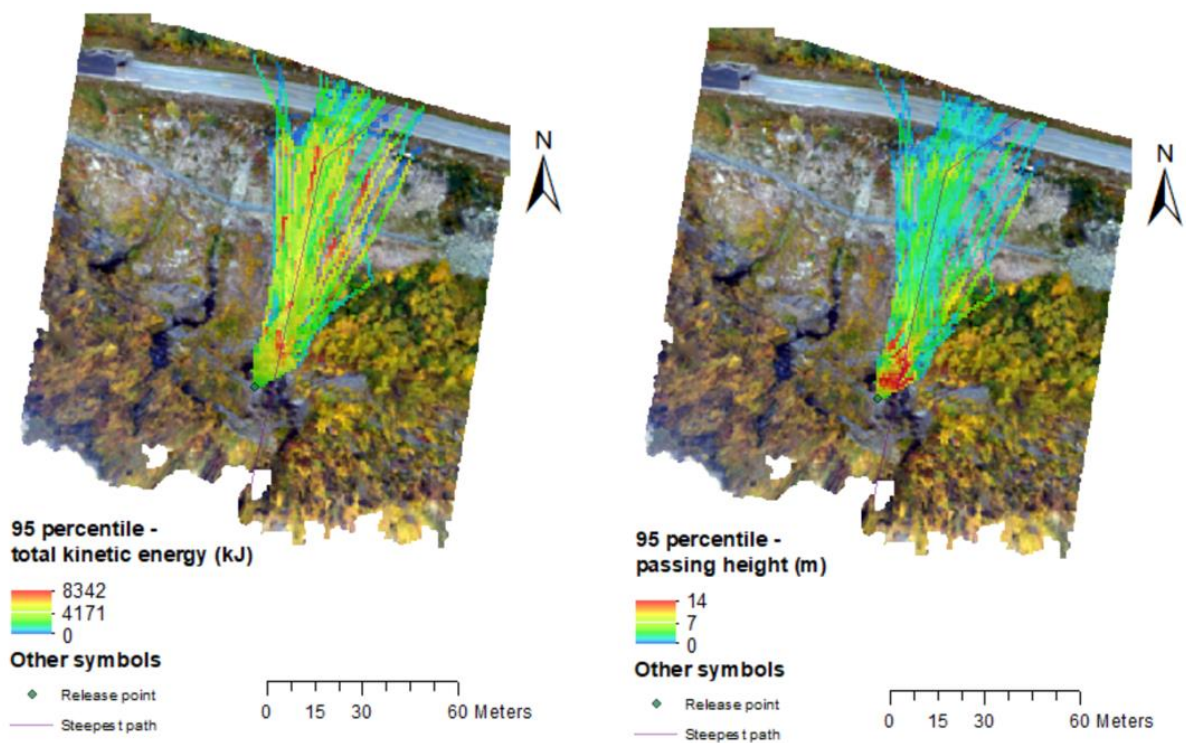 N
95 percentile -
total kinetic energy (kJ)
8342
4171
0
Other symbols
Release point
Steepest path
0 15 30 60 Meters
N
95 percentile -
passing height (m)
14
7
0
Other symbols
Release point
Steepest path
0 15 30 60 Meters